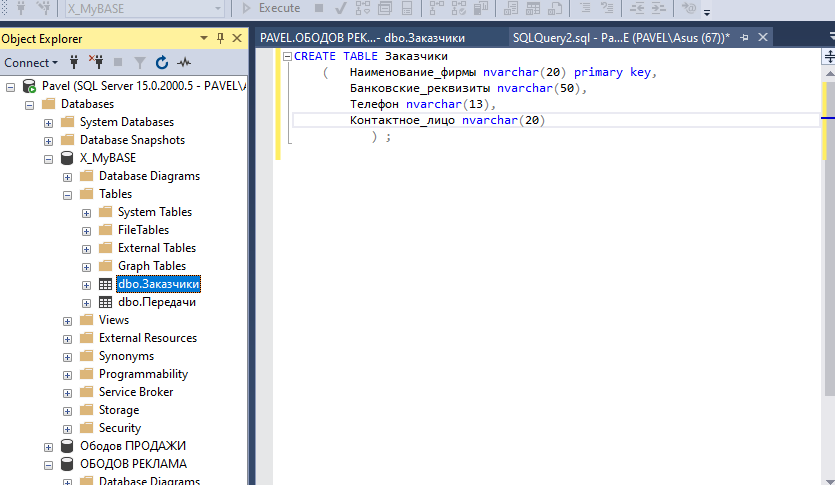 X_MyBASE
Execute
Object Explorer
PAVEL.ОБОДОВ РЕК...- dbo.Заказчики
SQLQuery2.sql - Pa...E (PAVEL\Asus (67))*
Connect
CREATE TABLE Заказчики
( Наименование_фирмы nvarchar(20) primary key,
Банковские_реквизиты nvarchar(50),
Телефон nvarchar(13),
Контактное_лицо nvarchar(20)
) ;
Pavel (SQL Server 15.0.2000.5 - PAVEL\
Databases
System Databases
Database Snapshots
X_MyBASE
Database Diagrams
Tables
System Tables
FileTables
External Tables
Graph Tables
dbo.Заказчики
dbo.Передачи
Views
External Resources
Synonyms
Programmability
Service Broker
Storage
Security
Ободов ПРОДАЖИ
ОБОДОВ РЕКЛАМА
Database Diagrams